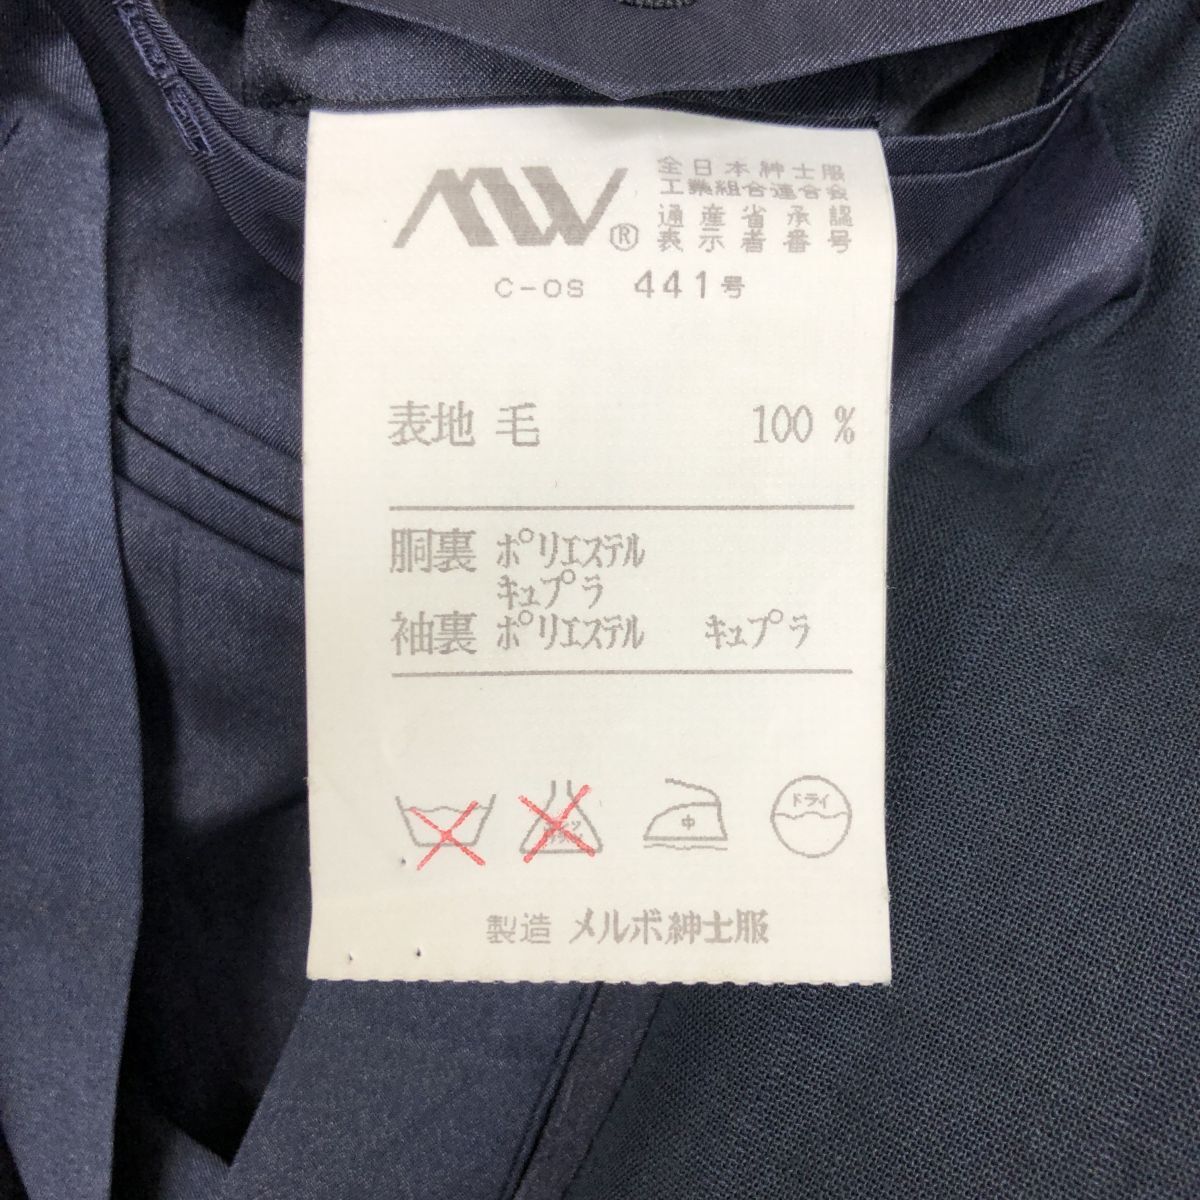 MW®
全日本紳士服
工業組合連合会
通産省承認
表示者番号
C-OS 441号
表地 毛 100 %
胴裏 ポリエステル
キュプラ
袖裏 ポリエステル キュプラ
中
ドライ
製造 メルボ紳士服